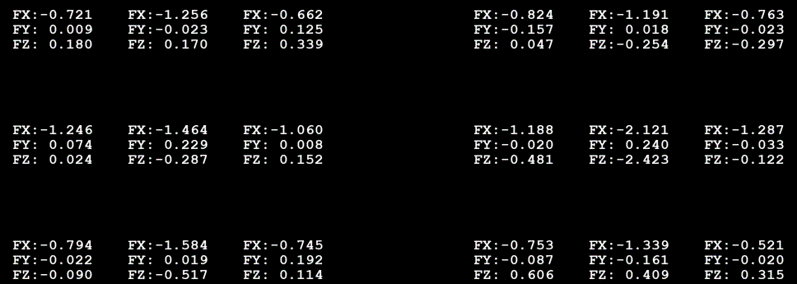 FX:-0.721 FX:-1.256 FX:-0.662 FX:-0.824 FX:-1.191 FX:-0.763
FY: 0.009 FY:-0.023 FY: 0.125 FY:-0.157 FY: 0.018 FY:-0.023
FZ: 0.180 FZ: 0.170 FZ: 0.339 FZ: 0.047 FZ:-0.254 FZ:-0.297
FX:-1.246 FX:-1.464 FX:-1.060 FX:-1.188 FX:-2.121 FX:-1.287
FY: 0.074 FY: 0.229 FY: 0.008 FY:-0.020 FY: 0.240 FY:-0.033
FZ: 0.024 FZ:-0.287 FZ: 0.152 FZ:-0.481 FZ:-2.423 FZ:-0.122
FX:-0.794 FX:-1.584 FX:-0.745 FX:-0.753 FX:-1.339 FX:-0.521
FY:-0.022 FY: 0.019 FY: 0.192 FY:-0.087 FY:-0.161 FY:-0.020
FZ:-0.090 FZ:-0.517 FZ: 0.114 FZ: 0.606 FZ: 0.409 FZ: 0.315